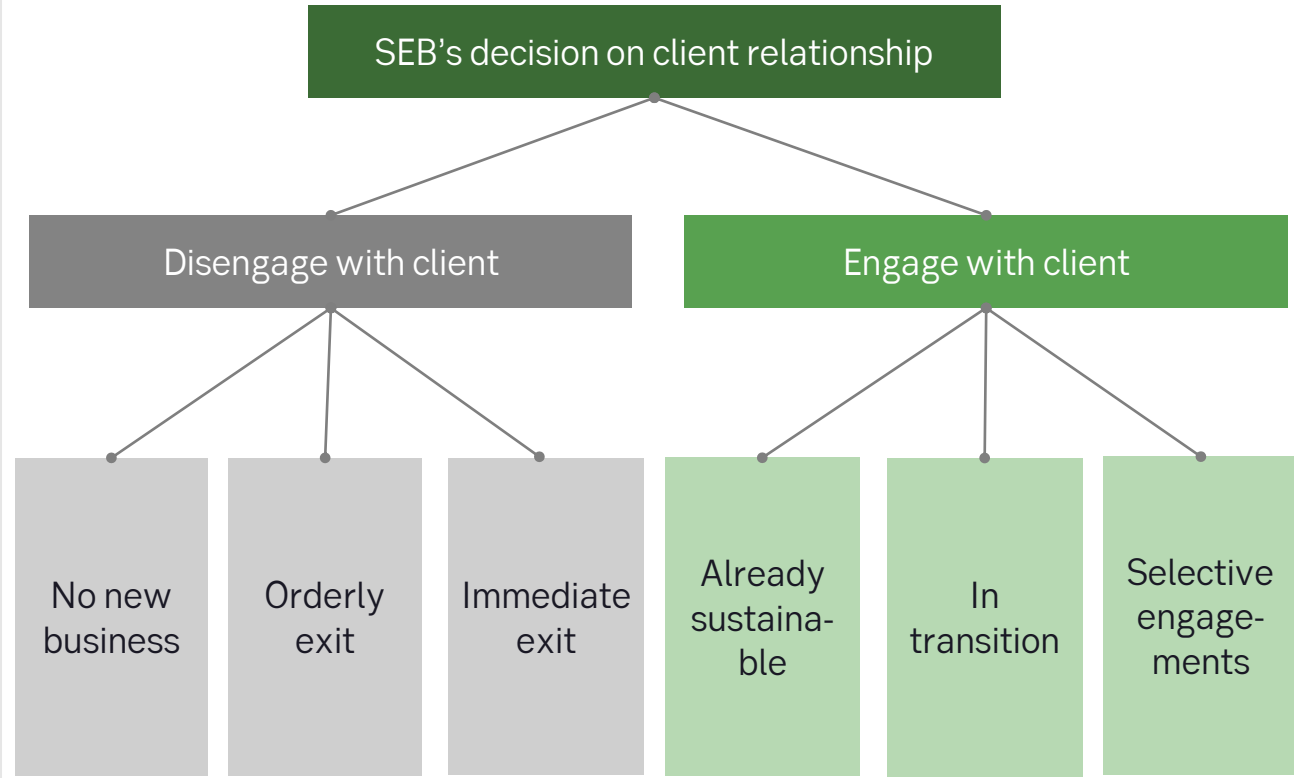 SEB’s decision on client relationship
Disengage with client
Engage with client
No new
business
Orderly
exit
Immediate
exit
Already
sustaina-
ble
In
transition
Selective
engage-
ments